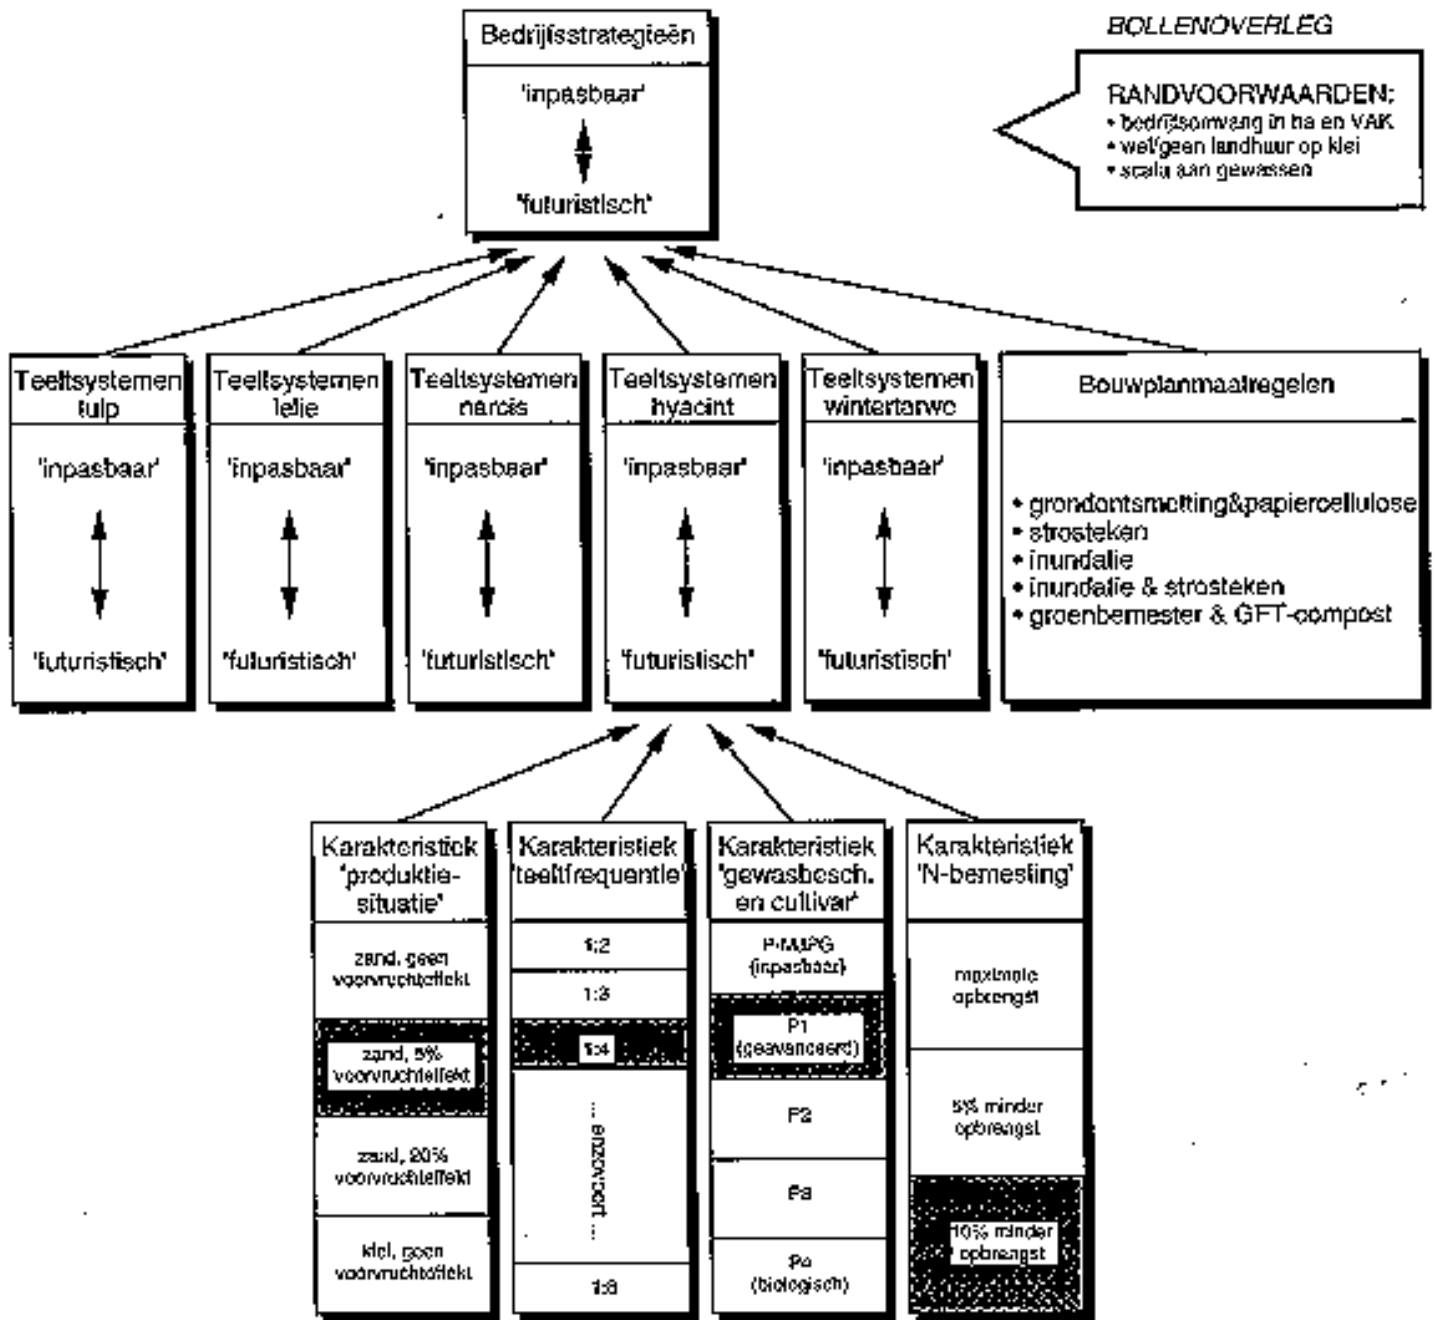 Bedrijfsstrategieën
'inpasbaar'
'futuristisch'
BOLLENOVERLEG
RANDVOORWAARDEN:
• bedrijfsomvang in ha en VAK
• wel/geen landhuur op klei
• scala aan gewassen
Teeltsystemen
tulp
'inpasbaar'
'futuristisch'
Teeltsystemen
lelie
'inpasbaar'
'futuristisch'
Teeltsystemen
narcis
'inpasbaar'
'futuristisch'
Teeltsystemen
hyacint
'inpasbaar'
'futuristisch'
Teeltsystemen
wintertarwe
'inpasbaar'
'futuristisch'
Bouwplanmaatregelen
• grondontsmetting&papiercellulose
• strosteken
• inundatie
• inundatie & strosteken
• groenbemester & GFT-compost
Karakteristiek
'produktie-
situatie'
zand, geen
voorvruchteffekt
zand, 5%
voorvruchteffekt
zand, 20%
voorvruchteffekt
klei, geen
voorvruchteffekt
Karakteristiek
'teeltfrequentie'
1:2
1:3
1:4
... enzovoort ...
1:6
Karakteristiek
'gewasbesch.
en cultivar'
P-MJPG
(inpasbaar)
P1
(geavanceerd)
P2
P3
P4
(biologisch)
Karakteristiek
'N-bemesting'
maximale
opbrengst
5% minder
opbrengst
10% minder
opbrengst